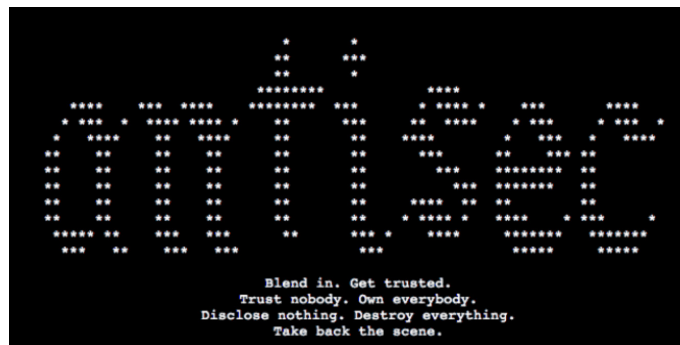 antisec
Blend in. Get trusted.
Trust nobody. Own everybody.
Disclose nothing. Destroy everything.
Take back the scene.